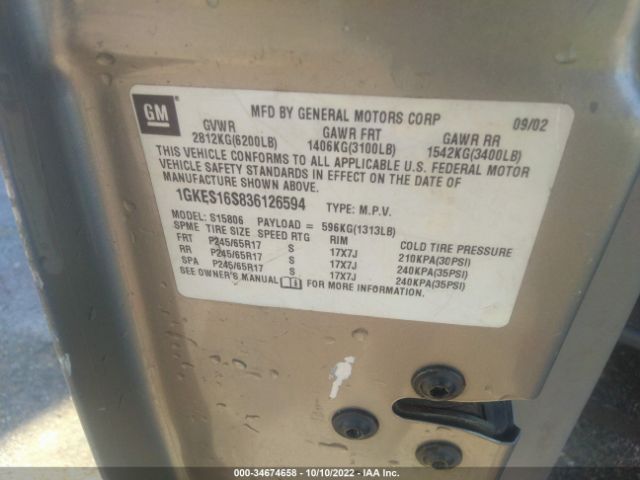 GM
MFD BY GENERAL MOTORS CORP 09/02
GVWR GAWR FRT GAWR RR
2812KG(6200LB) 1406KG(3100LB) 1542KG(3400LB)
THIS VEHICLE CONFORMS TO ALL APPLICABLE U.S. FEDERAL MOTOR
VEHICLE SAFETY STANDARDS IN EFFECT ON THE DATE OF
MANUFACTURE SHOWN ABOVE.
1GKES16S836126594 TYPE: M.P.V.
MODEL: S15806 PAYLOAD = 596KG(1313LB)
SPME TIRE SIZE SPEED RTG RIM COLD TIRE PRESSURE
FRT P245/65R17 S 17X7J 210KPA(30PSI)
RR P245/65R17 S 17X7J 240KPA(35PSI)
SPA P245/65R17 S 17X7J 240KPA(35PSI)
SEE OWNER'S MANUAL FOR MORE INFORMATION.
000-34674658 - 10/10/2022 - IAA Inc.